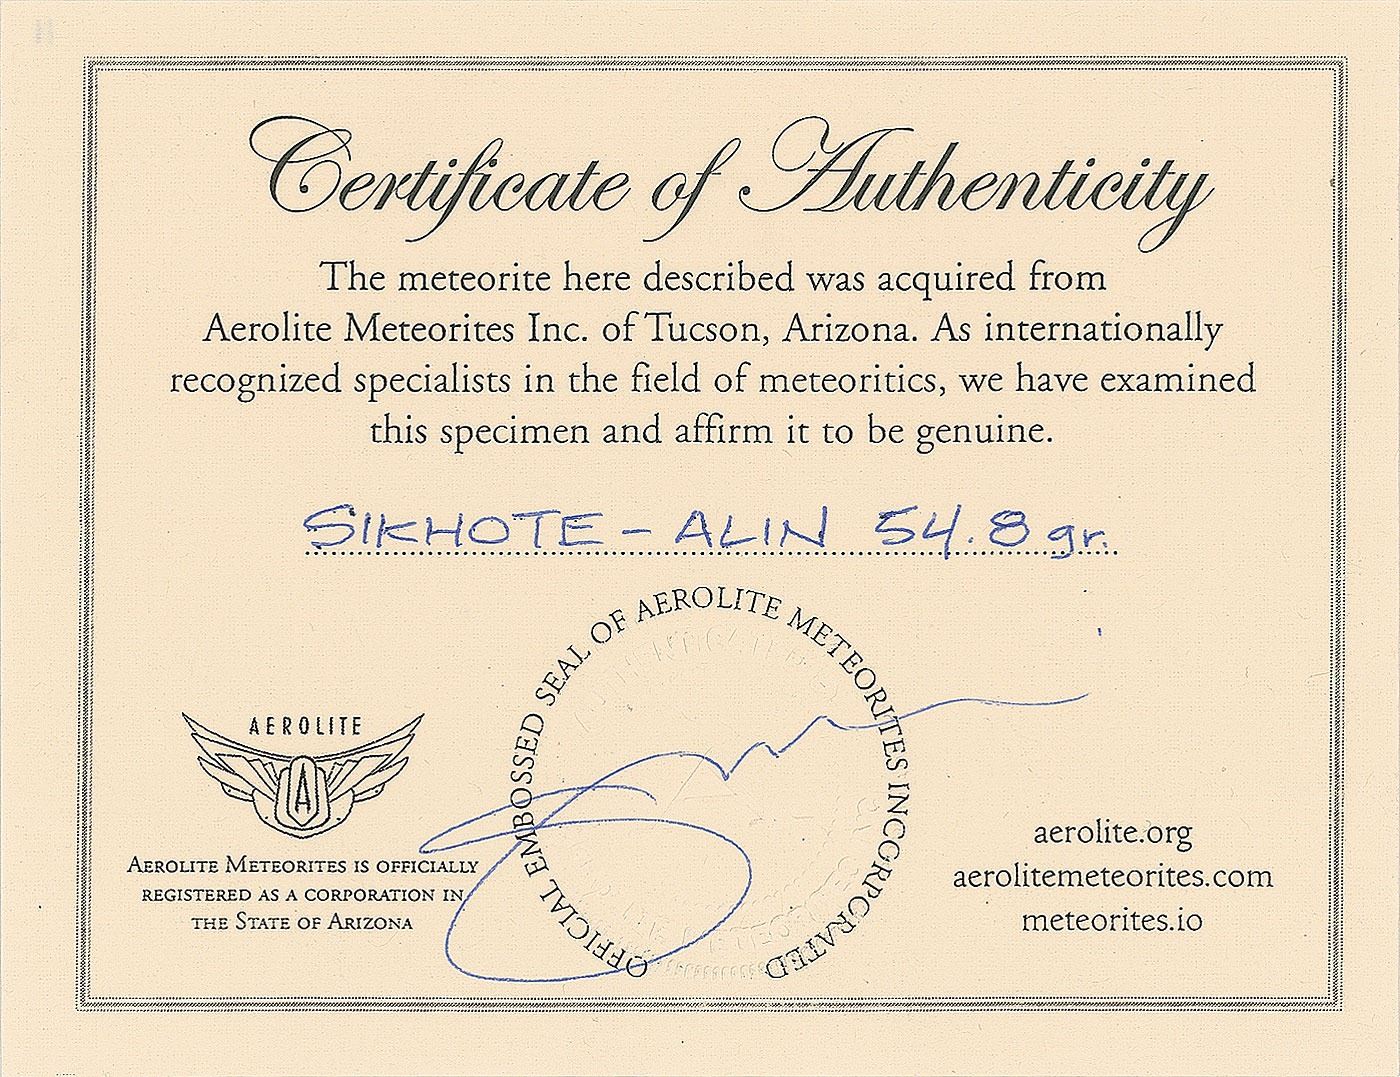 Certificate of Authenticity
The meteorite here described was acquired from
Aerolite Meteorites Inc. of Tucson, Arizona. As internationally
recognized specialists in the field of meteoritics, we have examined
this specimen and affirm it to be genuine.
SIKHOTE - ALIN 54.8 gr.
OFFICIAL EMBOSSED SEAL OF AEROLITE METEORITES INCORPORATED
AEROLITE
A
AEROLITE METEORITES IS OFFICIALLY
REGISTERED AS A CORPORATION IN
THE STATE OF ARIZONA
aerolite.org
aerolitemeteorites.com
meteorites.io